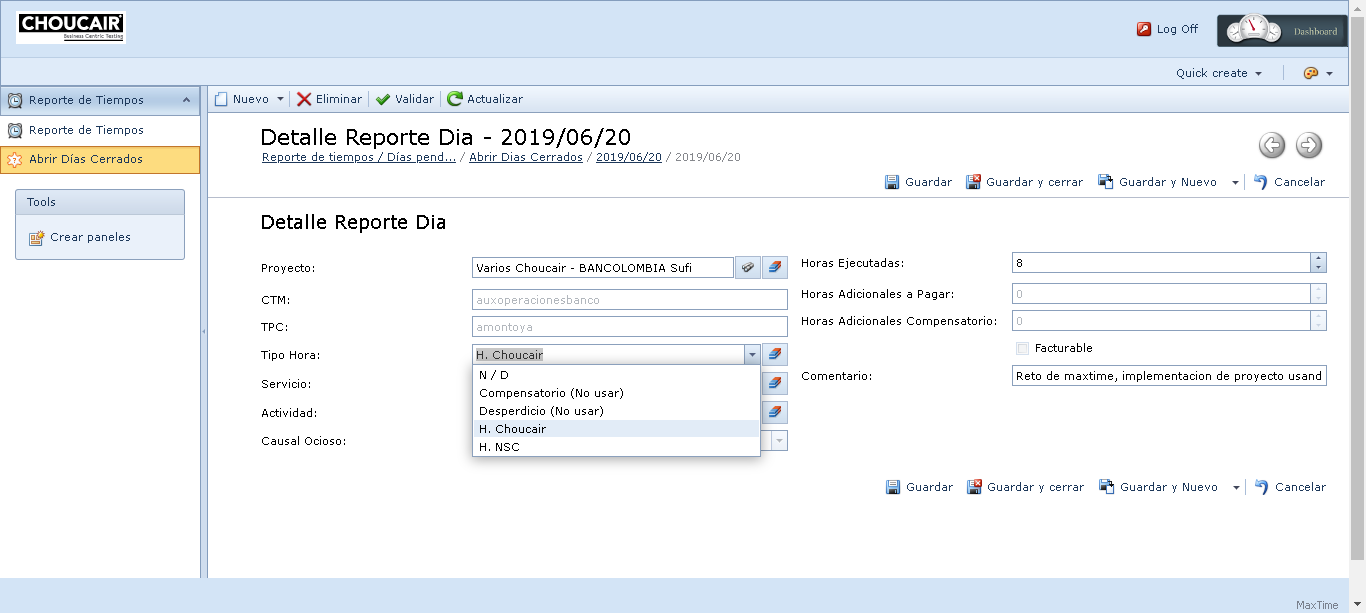 CHOUCAIR
Business Centric Testing
Log Off
Dashboard
Quick create
Reporte de Tiempos
Reporte de Tiempos
Abrir Días Cerrados
Tools
Crear paneles
Nuevo Eliminar Validar Actualizar
Detalle Reporte Dia - 2019/06/20
Reporte de tiempos / Días pend... / Abrir Dias Cerrados / 2019/06/20 / 2019/06/20
Guardar Guardar y cerrar Guardar y Nuevo Cancelar
Detalle Reporte Dia
Proyecto: Varios Choucair - BANCOLOMBIA Sufi
CTM: auxoperacionesbanco
TPC: amontoya
Tipo Hora: H. Choucair
N / D
Compensatorio (No usar)
Desperdicio (No usar)
H. Choucair
H. NSC
Servicio:
Actividad:
Causal Ocioso:
Horas Ejecutadas: 8
Horas Adicionales a Pagar: 0
Horas Adicionales Compensatorio: 0
Facturable
Comentario: Reto de maxtime, implementacion de proyecto usand
Guardar Guardar y cerrar Guardar y Nuevo Cancelar
MaxTime